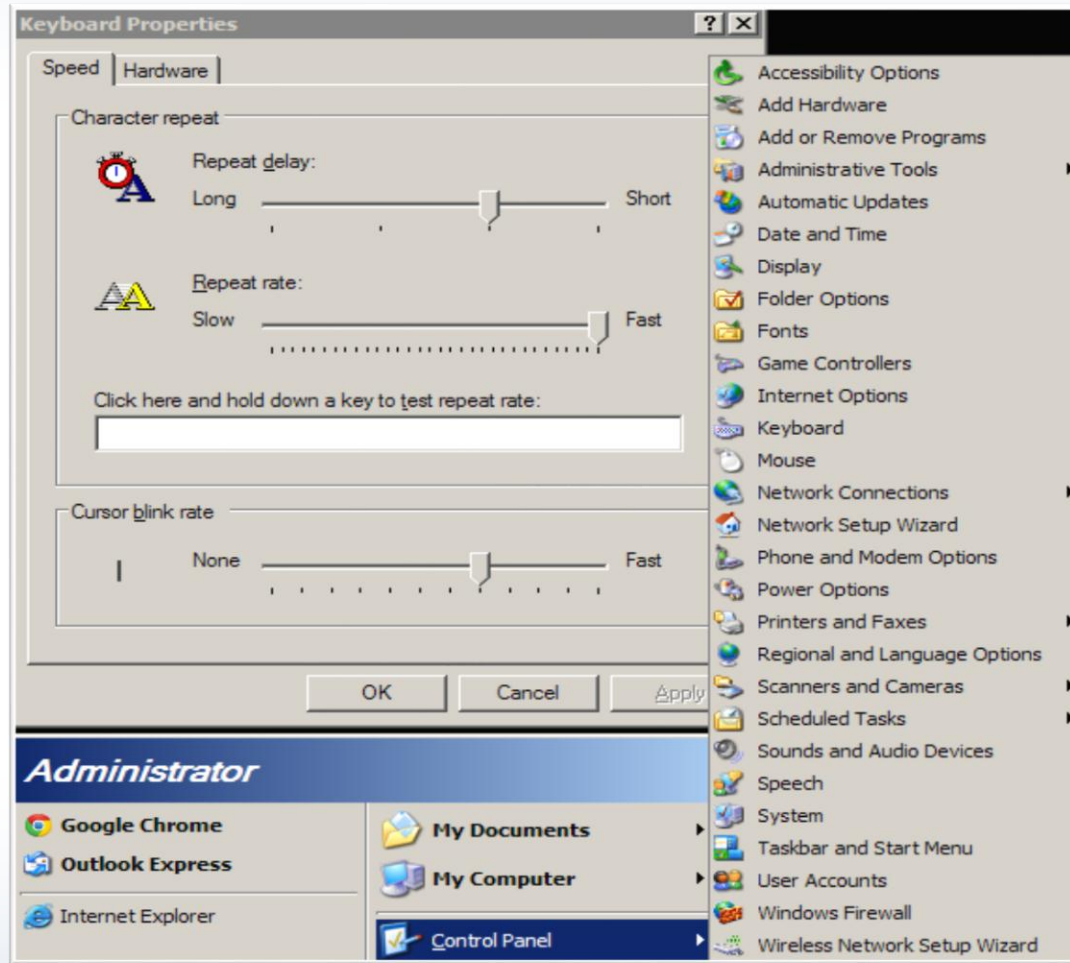 Keyboard Properties
Speed
Hardware
Character repeat
Repeat delay:
Long
Short
Repeat rate:
Slow
Fast
Click here and hold down a key to test repeat rate:
Cursor blink rate
None
Fast
OK
Cancel
Apply
Administrator
Google Chrome
Outlook Express
Internet Explorer
My Documents
My Computer
Control Panel
Accessibility Options
Add Hardware
Add or Remove Programs
Administrative Tools
Automatic Updates
Date and Time
Display
Folder Options
Fonts
Game Controllers
Internet Options
Keyboard
Mouse
Network Connections
Network Setup Wizard
Phone and Modem Options
Power Options
Printers and Faxes
Regional and Language Options
Scanners and Cameras
Scheduled Tasks
Sounds and Audio Devices
Speech
System
Taskbar and Start Menu
User Accounts
Windows Firewall
Wireless Network Setup Wizard